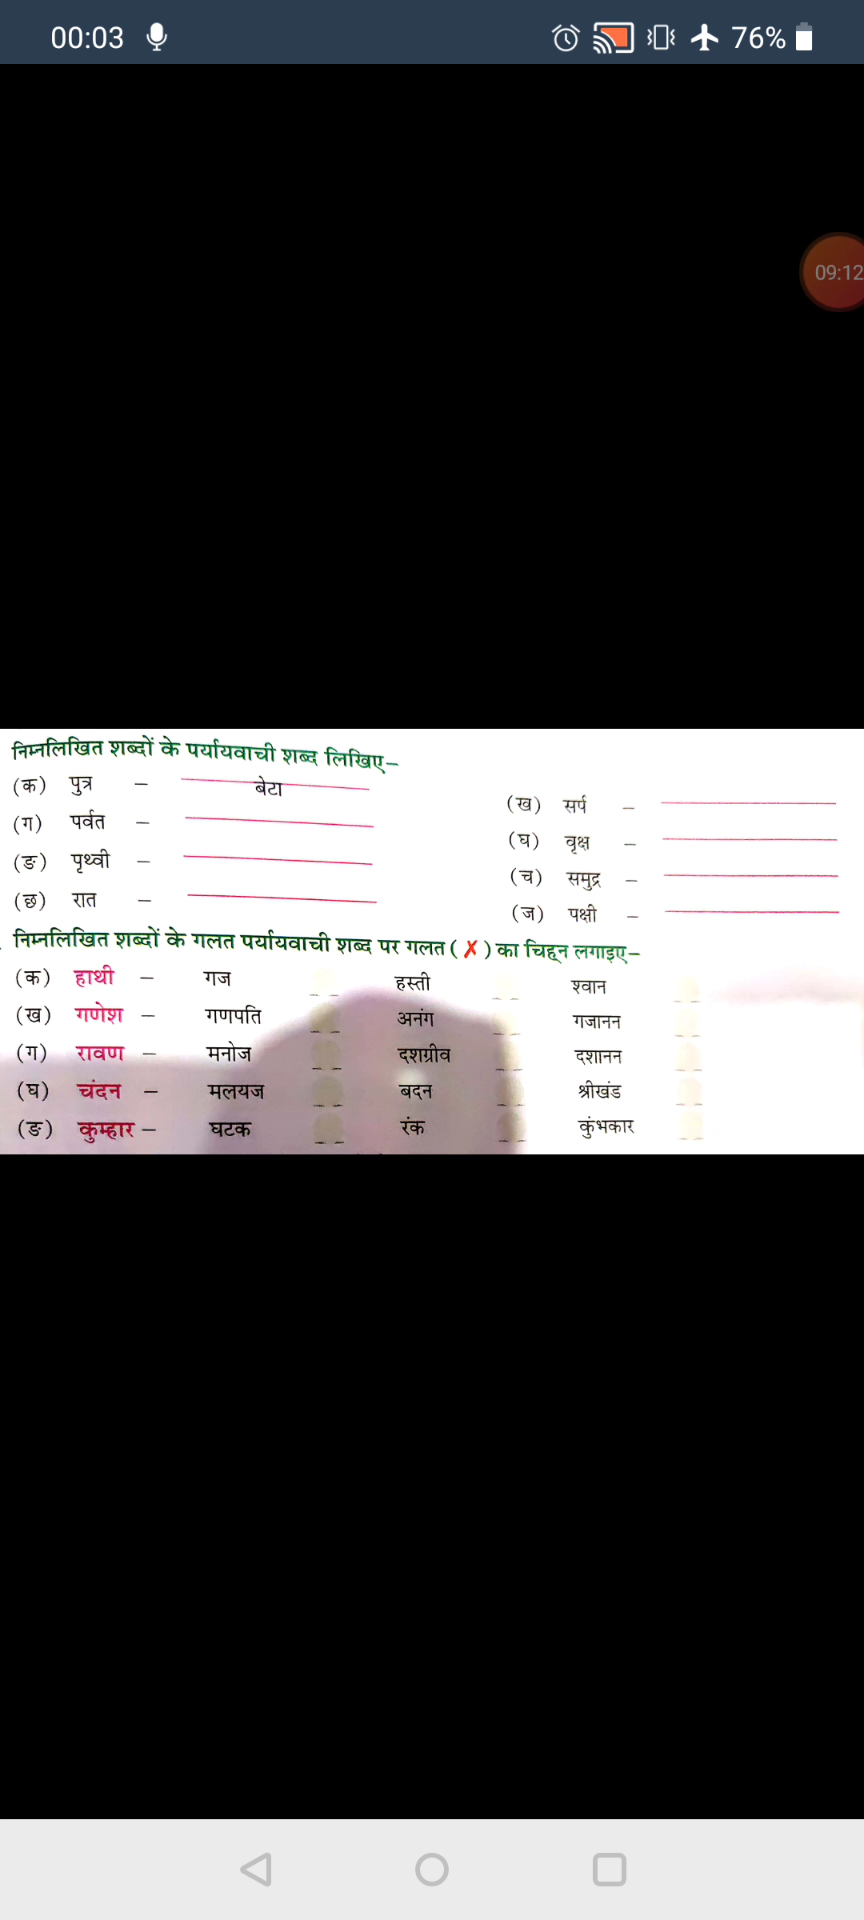 00:03 76%
09:12
निम्नलिखित शब्दों के पर्यायवाची शब्द लिखिए–
(क) पुत्र – बेटा (ख) सर्प –
(ग) पर्वत – (घ) वृक्ष –
(ङ) पृथ्वी – (च) समुद्र –
(छ) रात – (ज) पक्षी –
निम्नलिखित शब्दों के गलत पर्यायवाची शब्द पर गलत ( ✗ ) का चिह्न लगाइए–
(क) हाथी – गज हस्ती श्वान
(ख) गणेश – गणपति अनंग गजानन
(ग) रावण – मनोज दशग्रीव दशानन
(घ) चंदन – मलयज बदन श्रीखंड
(ङ) कुम्हार – घटक रंक कुंभकार